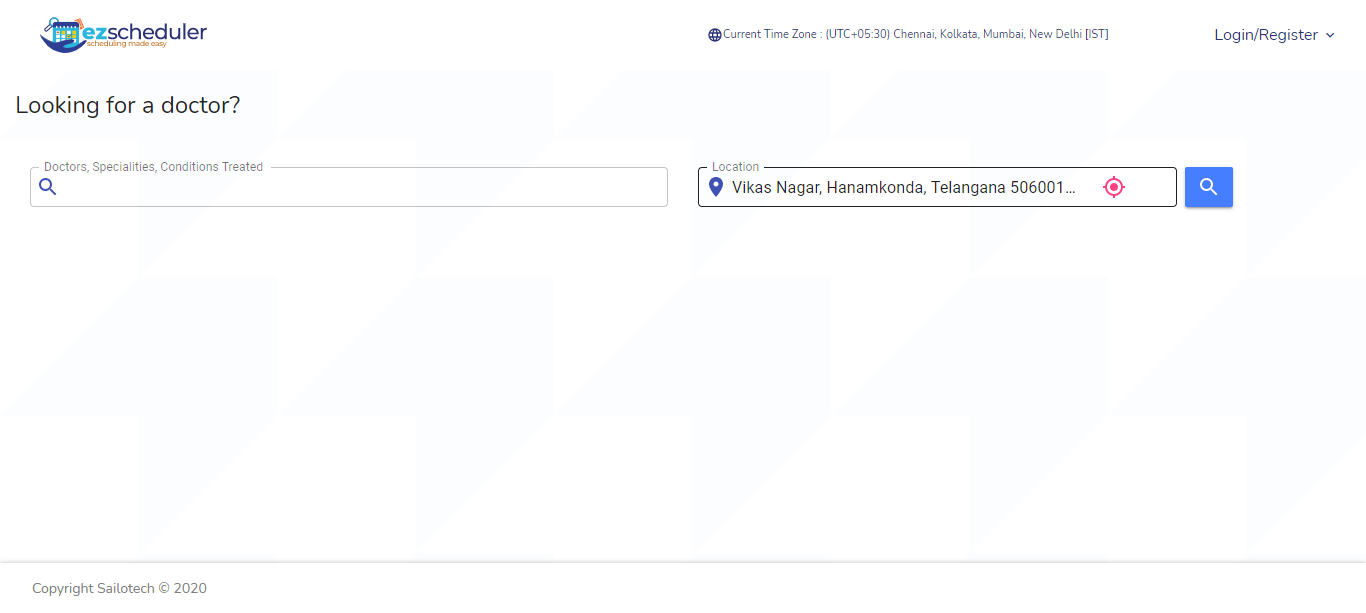 ezscheduler
scheduling made easy
Current Time Zone : (UTC+05:30) Chennai, Kolkata, Mumbai, New Delhi [IST]
Login/Register
Looking for a doctor?
Doctors, Specialities, Conditions Treated
Location
Vikas Nagar, Hanamkonda, Telangana 506001...
Copyright Sailotech © 2020